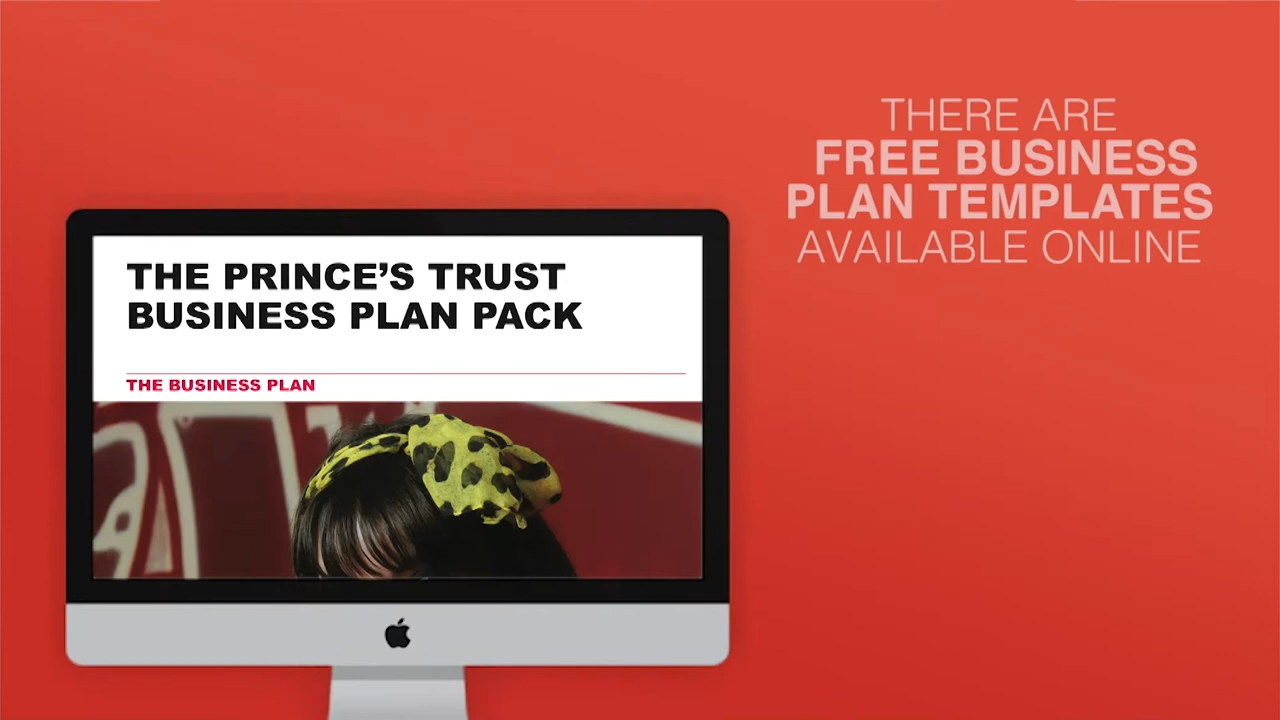 THERE ARE
FREE BUSINESS
PLAN TEMPLATES
AVAILABLE ONLINE
THE PRINCE’S TRUST
BUSINESS PLAN PACK
THE BUSINESS PLAN